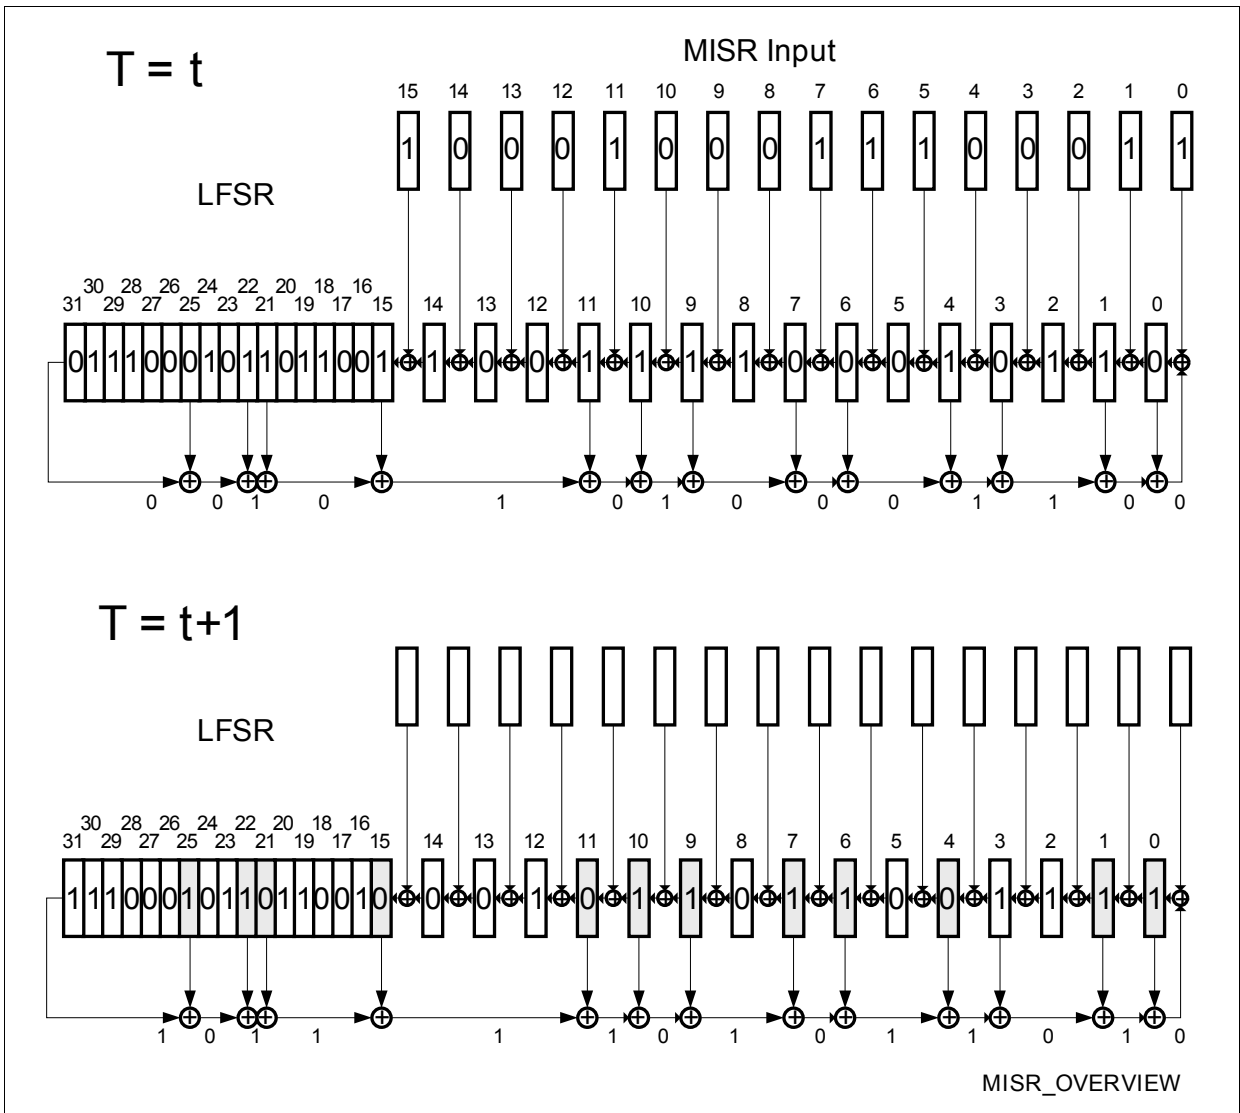 T = t
MISR Input
15 14 13 12 11 10 9 8 7 6 5 4 3 2 1 0
1 0 0 0 1 0 0 0 1 1 1 0 0 0 1 1
LFSR
30 28 26 24 22 20 18 16
31 29 27 25 23 21 19 17 15 14 13 12 11 10 9 8 7 6 5 4 3 2 1 0
0 1 1 1 0 0 0 1 0 1 1 0 1 1 0 0 1 1 0 0 1 1 1 1 0 0 0 1 0 1 1 0
0 0 1 0 1 0 1 0 0 0 1 1 0 0
T = t+1
LFSR
30 28 26 24 22 20 18 16
31 29 27 25 23 21 19 17 15 14 13 12 11 10 9 8 7 6 5 4 3 2 1 0
1 1 1 0 0 0 1 0 1 1 0 1 1 0 0 1 0 0 0 1 0 1 1 0 1 1 0 0 1 1 1 1
1 0 1 1 1 1 0 1 0 1 1 0 1 0
MISR_OVERVIEW